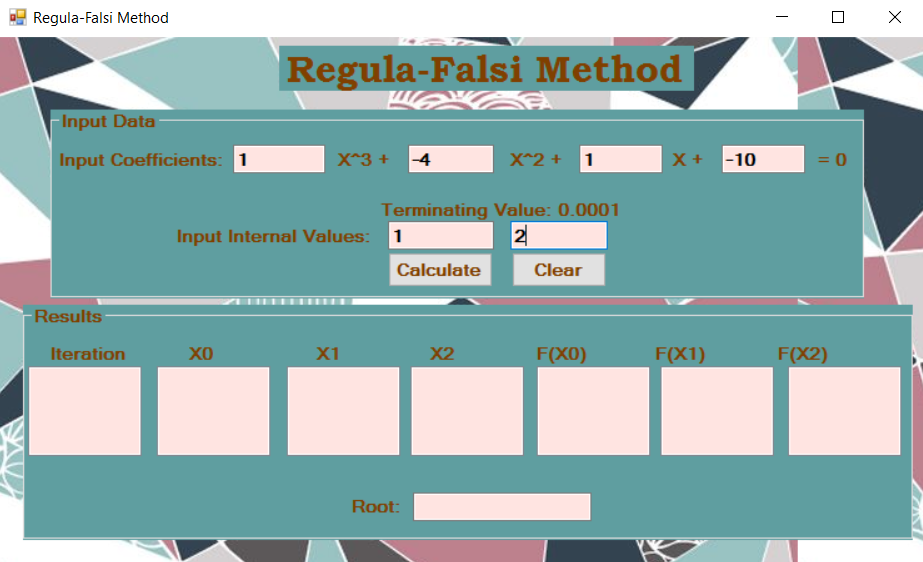 Regula-Falsi Method
Regula-Falsi Method
Input Data
Input Coefficients: 1 X^3 + -4 X^2 + 1 X + -10 = 0
Terminating Value: 0.0001
Input Internal Values: 1 2
Calculate Clear
Results
Iteration X0 X1 X2 F(X0) F(X1) F(X2)
Root: